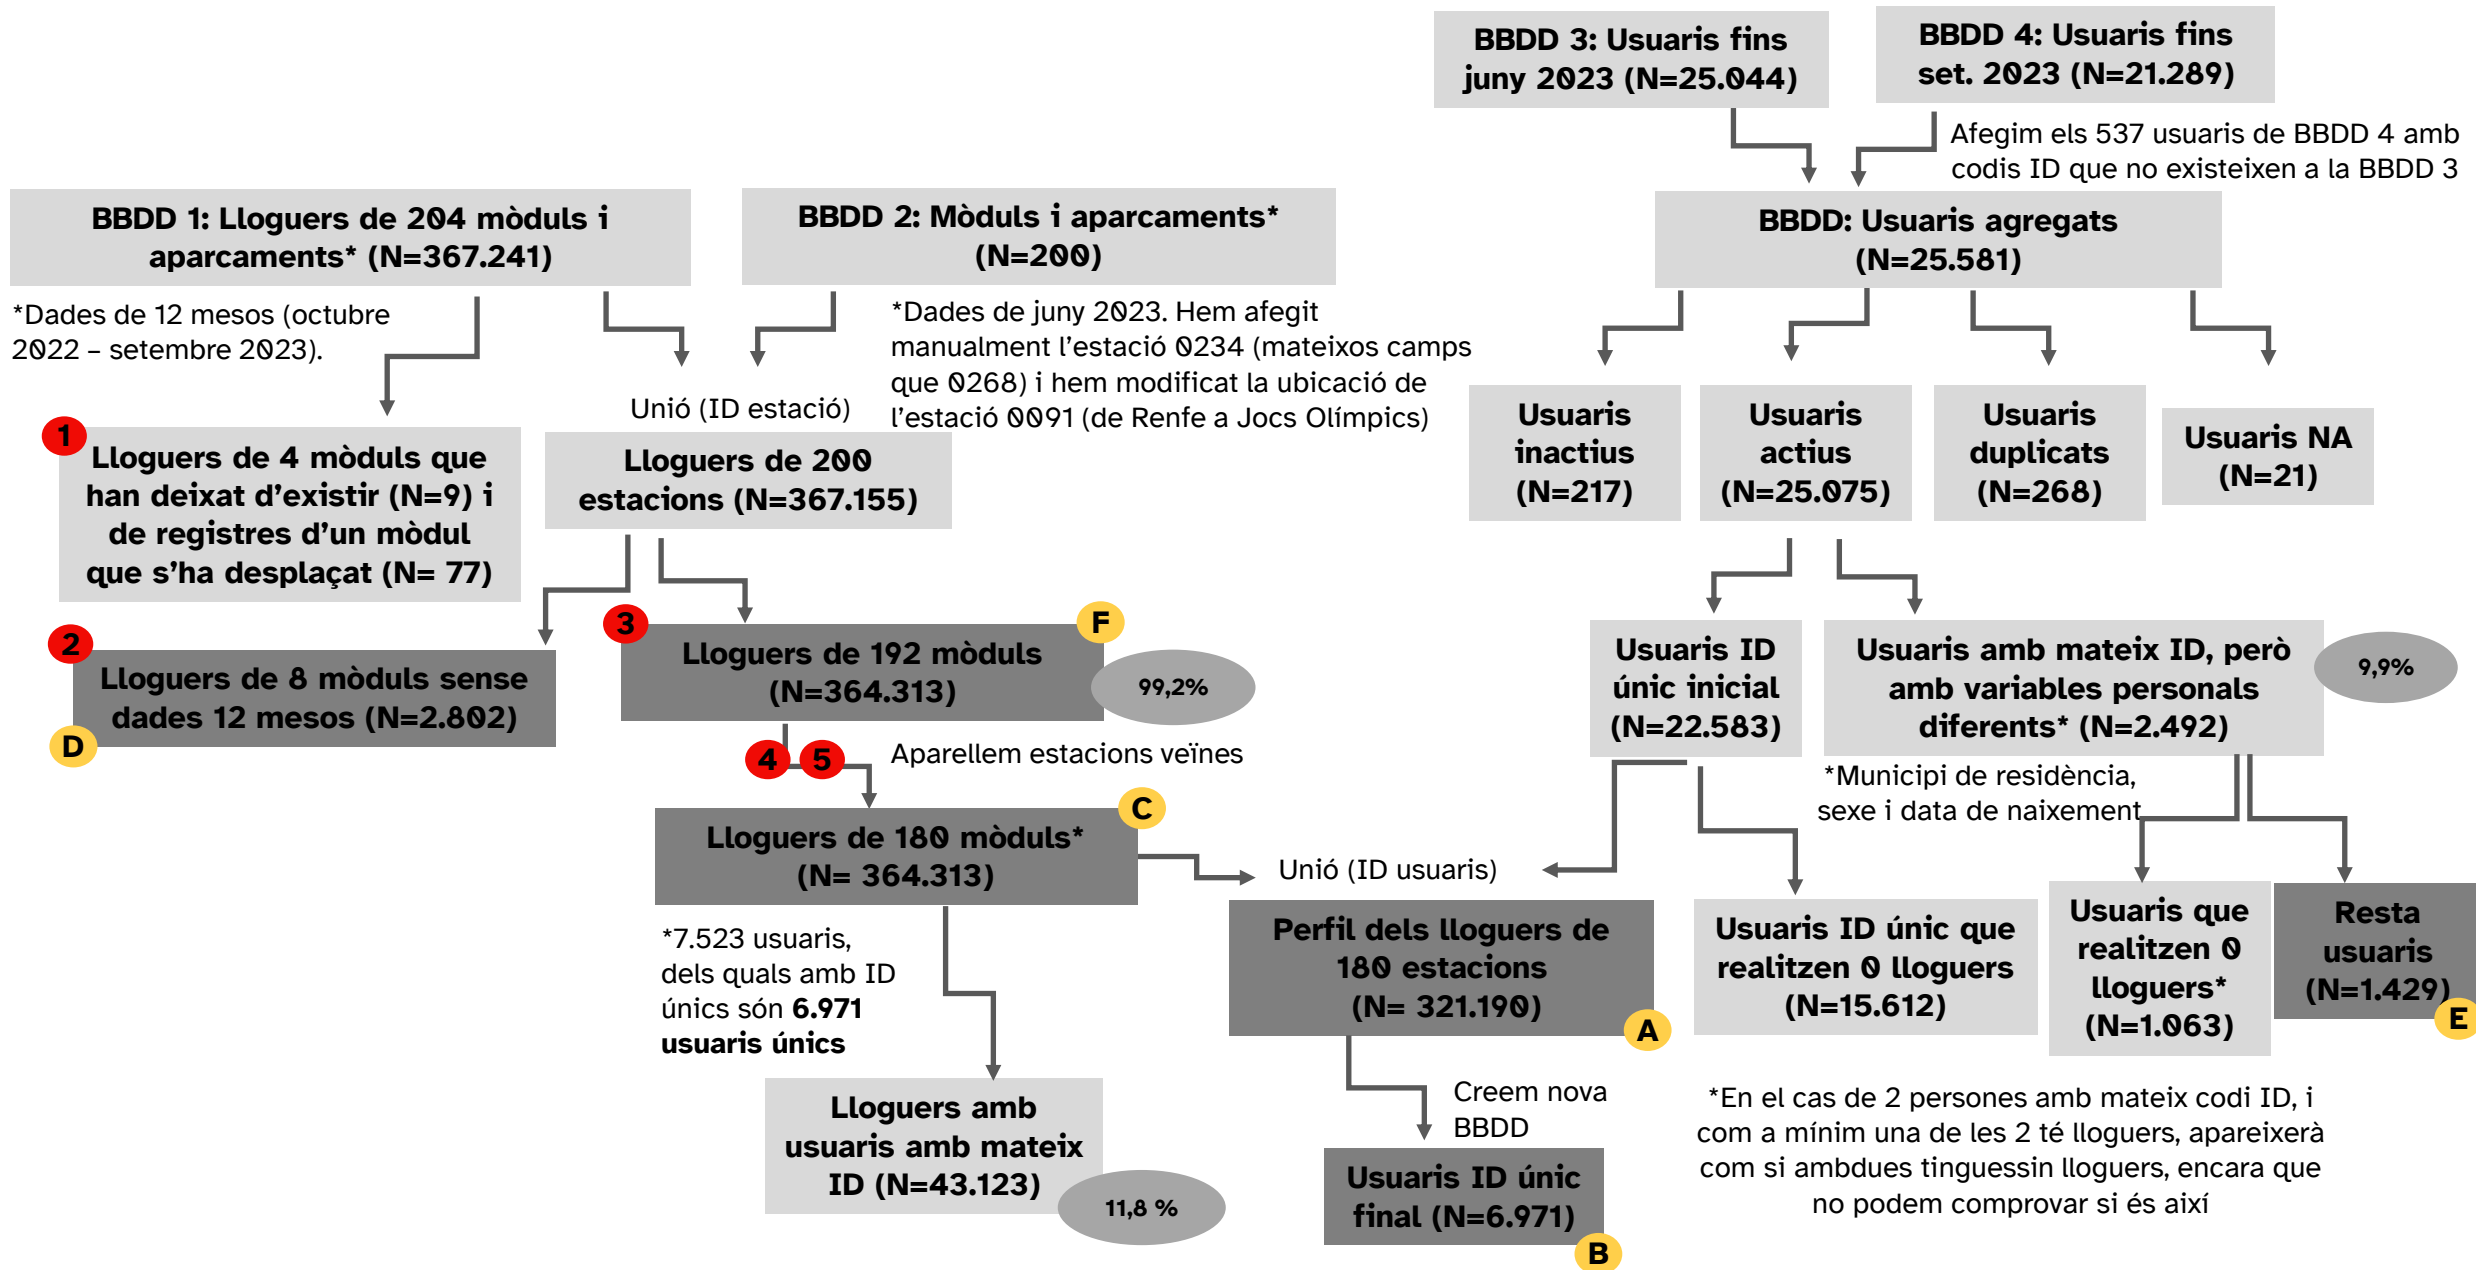 BBDD 3: Usuaris fins
juny 2023 (N=25.044)
BBDD 4: Usuaris fins
set. 2023 (N=21.289)
Afegim els 537 usuaris de BBDD 4 amb
codis ID que no existeixen a la BBDD 3
BBDD 1: Lloguers de 204 mòduls i
aparcaments* (N=367.241)
BBDD 2: Mòduls i aparcaments*
(N=200)
BBDD: Usuaris agregats
(N=25.581)
*Dades de 12 mesos (octubre
2022 – setembre 2023).
*Dades de juny 2023. Hem afegit
manualment l'estació 0234 (mateixos camps
que 0268) i hem modificat la ubicació de
l'estació 0091 (de Renfe a Jocs Olímpics)
Unió (ID estació)
1
Lloguers de 4 mòduls que
han deixat d'existir (N=9) i
de registres d'un mòdul
que s'ha desplaçat (N= 77)
Lloguers de 200
estacions (N=367.155)
Usuaris
inactius
(N=217)
Usuaris
actius
(N=25.075)
Usuaris
duplicats
(N=268)
Usuaris NA
(N=21)
2
Lloguers de 8 mòduls sense
dades 12 mesos (N=2.802)
D
3
F
Lloguers de 192 mòduls
(N=364.313)
99,2%
Usuaris ID
únic inicial
(N=22.583)
Usuaris amb mateix ID, però
amb variables personals
diferents* (N=2.492)
9,9%
4 5
Aparellem estacions veïnes
*Municipi de residència,
sexe i data de naixement
C
Lloguers de 180 mòduls*
(N= 364.313)
Unió (ID usuaris)
*7.523 usuaris,
dels quals amb ID
únics són 6.971
usuaris únics
Perfil dels lloguers de
180 estacions
(N= 321.190)
A
Usuaris ID únic que
realitzen 0 lloguers
(N=15.612)
Usuaris que
realitzen 0
lloguers*
(N=1.063)
Resta
usuaris
(N=1.429)
E
Lloguers amb
usuaris amb mateix
ID (N=43.123)
11,8 %
Creem nova
BBDD
Usuaris ID únic
final (N=6.971)
B
*En el cas de 2 persones amb mateix codi ID, i
com a mínim una de les 2 té lloguers, apareixerà
com si ambdues tinguessin lloguers, encara que
no podem comprovar si és així